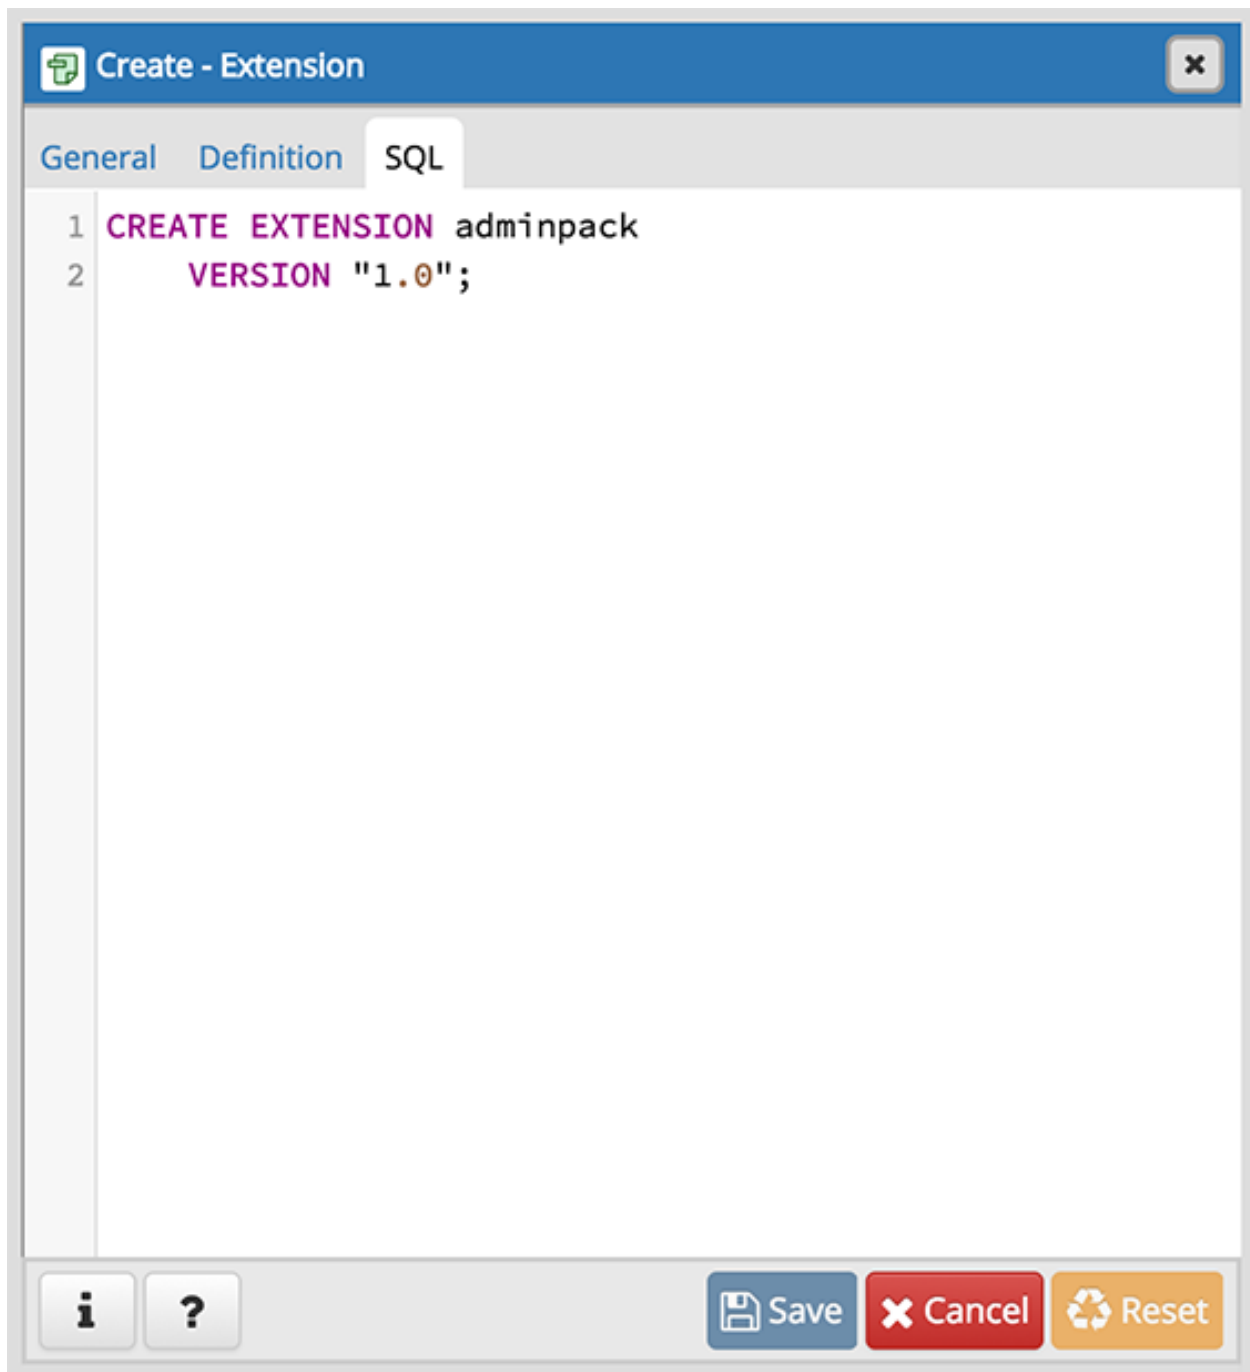 Create - Extension
General Definition SQL
1 CREATE EXTENSION adminpack
2 VERSION "1.0";
i ? Save Cancel Reset